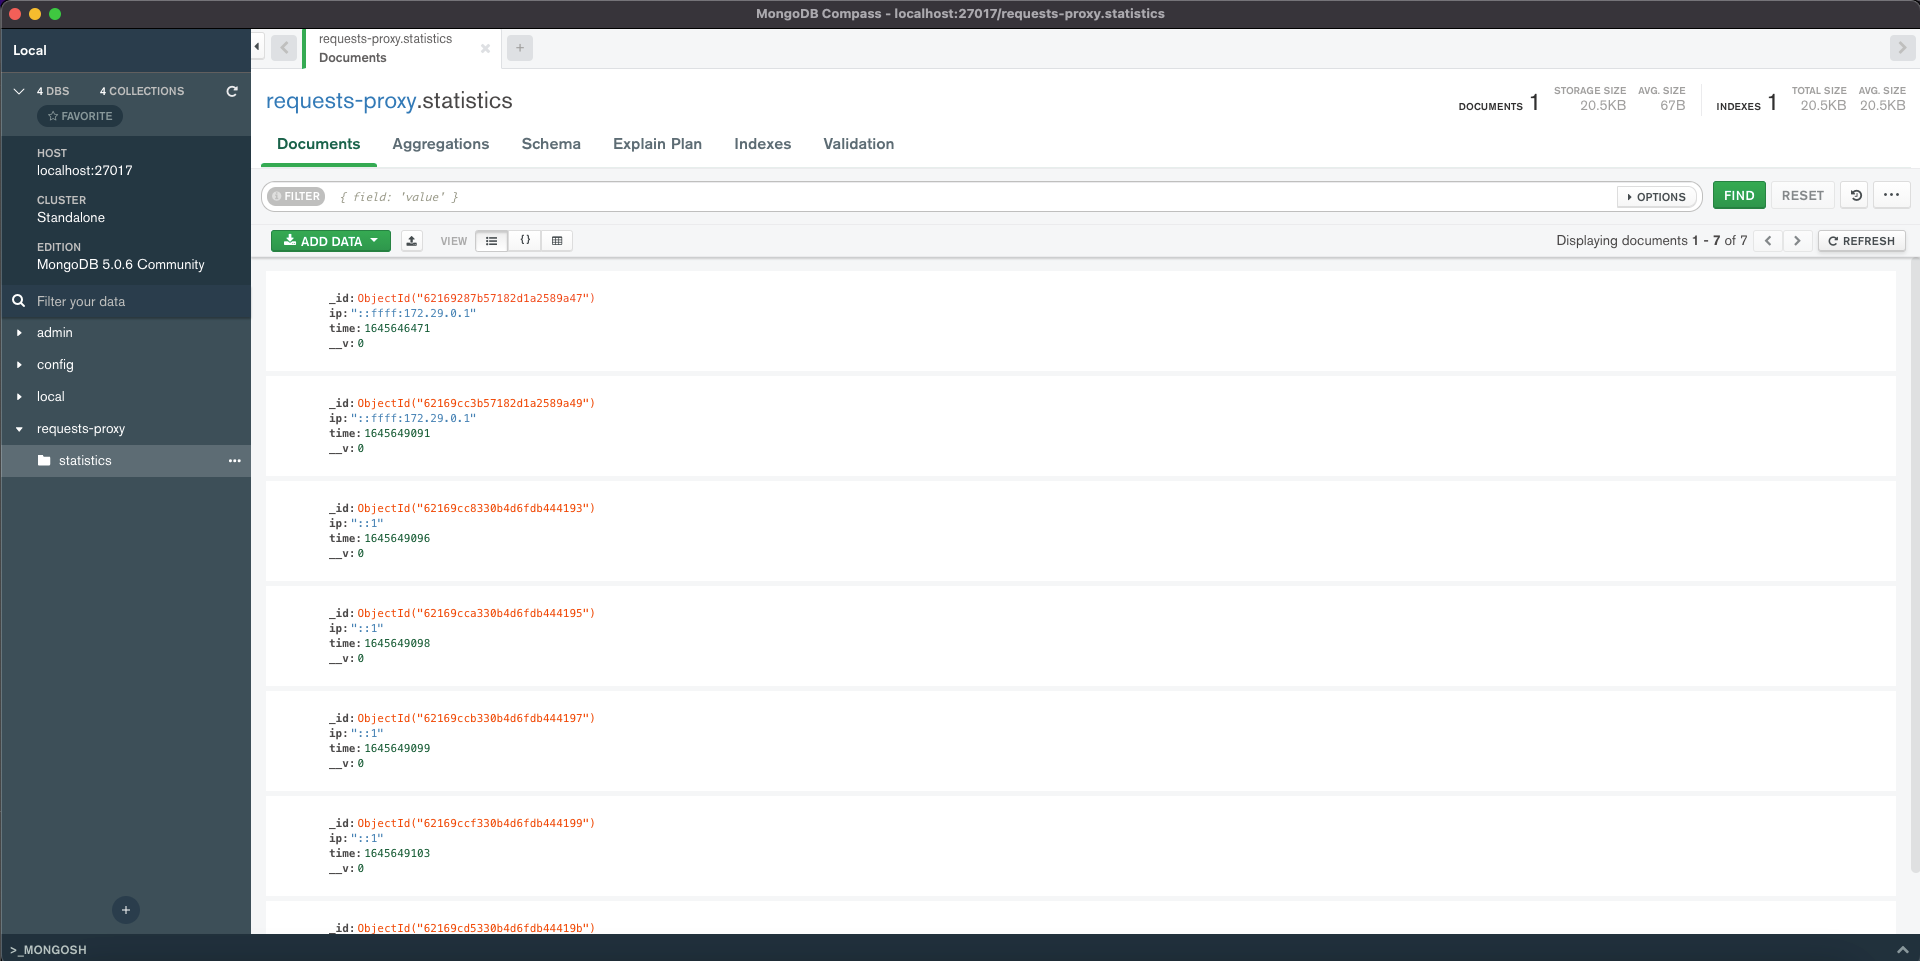 MongoDB Compass - localhost:27017/requests-proxy.statistics
Local
4 DBS 4 COLLECTIONS
FAVORITE
HOST
localhost:27017
CLUSTER
Standalone
EDITION
MongoDB 5.0.6 Community
Filter your data
admin
config
local
requests-proxy
statistics
requests-proxy.statistics
Documents
requests-proxy.statistics
DOCUMENTS 1
STORAGE SIZE
20.5KB
AVG. SIZE
67B
INDEXES 1
TOTAL SIZE
20.5KB
AVG. SIZE
20.5KB
Documents Aggregations Schema Explain Plan Indexes Validation
FILTER { field: 'value' } OPTIONS FIND RESET
ADD DATA VIEW {} Displaying documents 1 - 7 of 7 REFRESH
_id: ObjectId("62169287b57182d1a2589a47")
ip: "::ffff:172.29.0.1"
time: 1645646471
__v: 0
_id: ObjectId("62169cc3b57182d1a2589a49")
ip: "::ffff:172.29.0.1"
time: 1645649091
__v: 0
_id: ObjectId("62169cc8330b4d6fdb444193")
ip: "::1"
time: 1645649096
__v: 0
_id: ObjectId("62169cca330b4d6fdb444195")
ip: "::1"
time: 1645649098
__v: 0
_id: ObjectId("62169ccb330b4d6fdb444197")
ip: "::1"
time: 1645649099
__v: 0
_id: ObjectId("62169ccf330b4d6fdb444199")
ip: "::1"
time: 1645649103
__v: 0
_id: ObjectId("62169cd5330b4d6fdb44419b")
>_MONGOSH